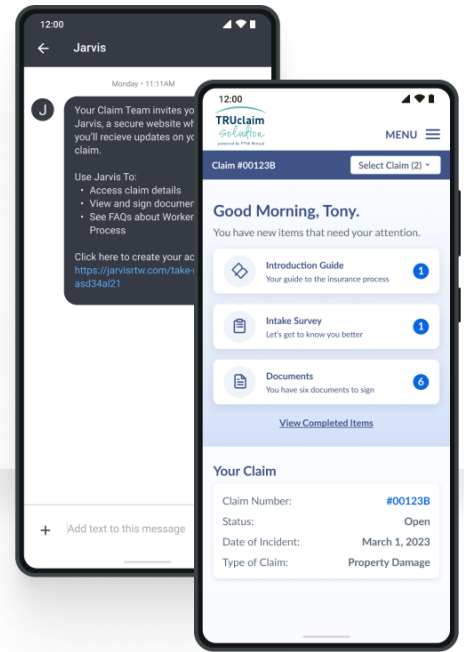 12:00
Jarvis
Monday • 11:11AM
J
Your Claim Team invites yo
Jarvis, a secure website wh
you'll recieve updates on yo
claim.
Use Jarvis To:
• Access claim details
• View and sign documen
• See FAQs about Worker
Process
Click here to create your ac
https://jarvisrtw.com/take-
asd34al21
Add text to this message
12:00
TRUclaim
Solution
MENU
Claim #00123B
Select Claim (2)
Good Morning, Tony.
You have new items that need your attention.
Introduction Guide
Your guide to the insurance process
1
Intake Survey
Let's get to know you better
1
Documents
You have six documents to sign
6
View Completed Items
Your Claim
Claim Number: #00123B
Status: Open
Date of Incident: March 1, 2023
Type of Claim: Property Damage